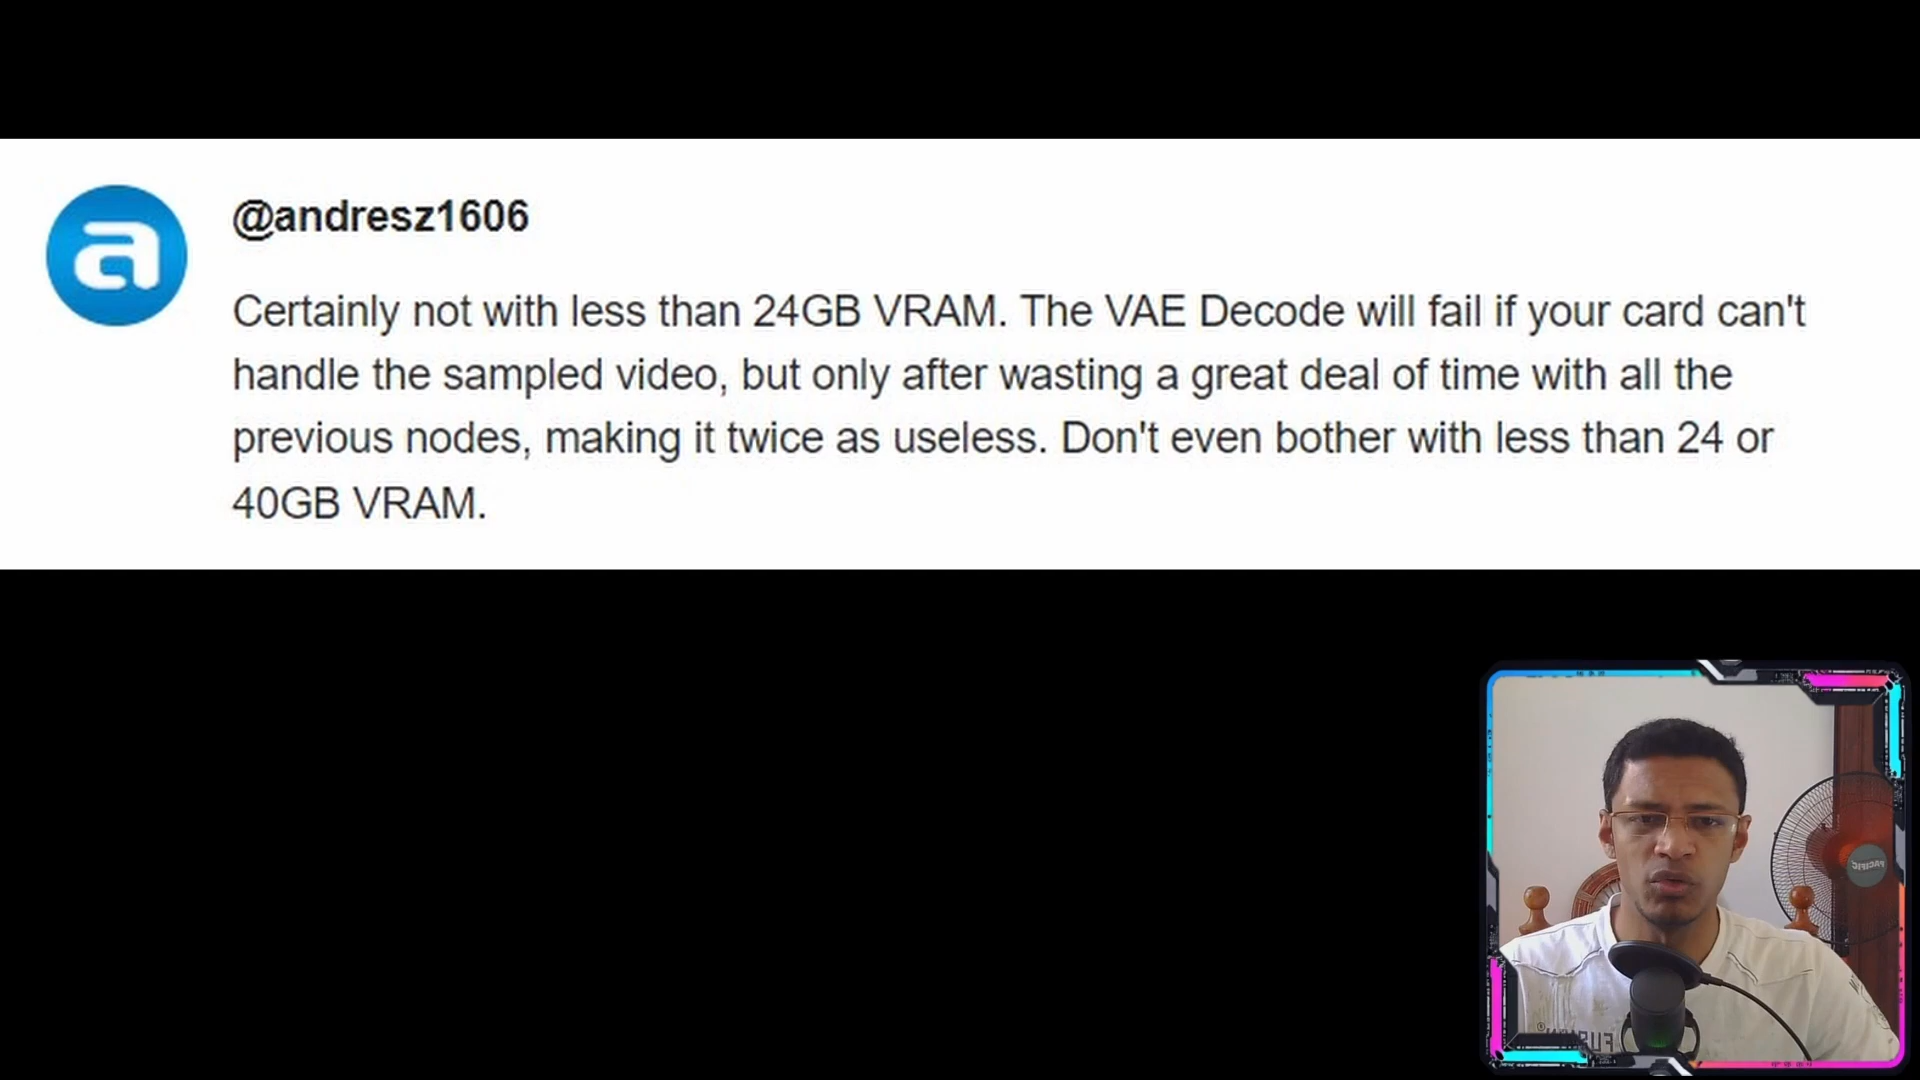 @andresz1606
Certainly not with less than 24GB VRAM. The VAE Decode will fail if your card can't
handle the sampled video, but only after wasting a great deal of time with all the
previous nodes, making it twice as useless. Don't even bother with less than 24 or
40GB VRAM.
PACIFIC